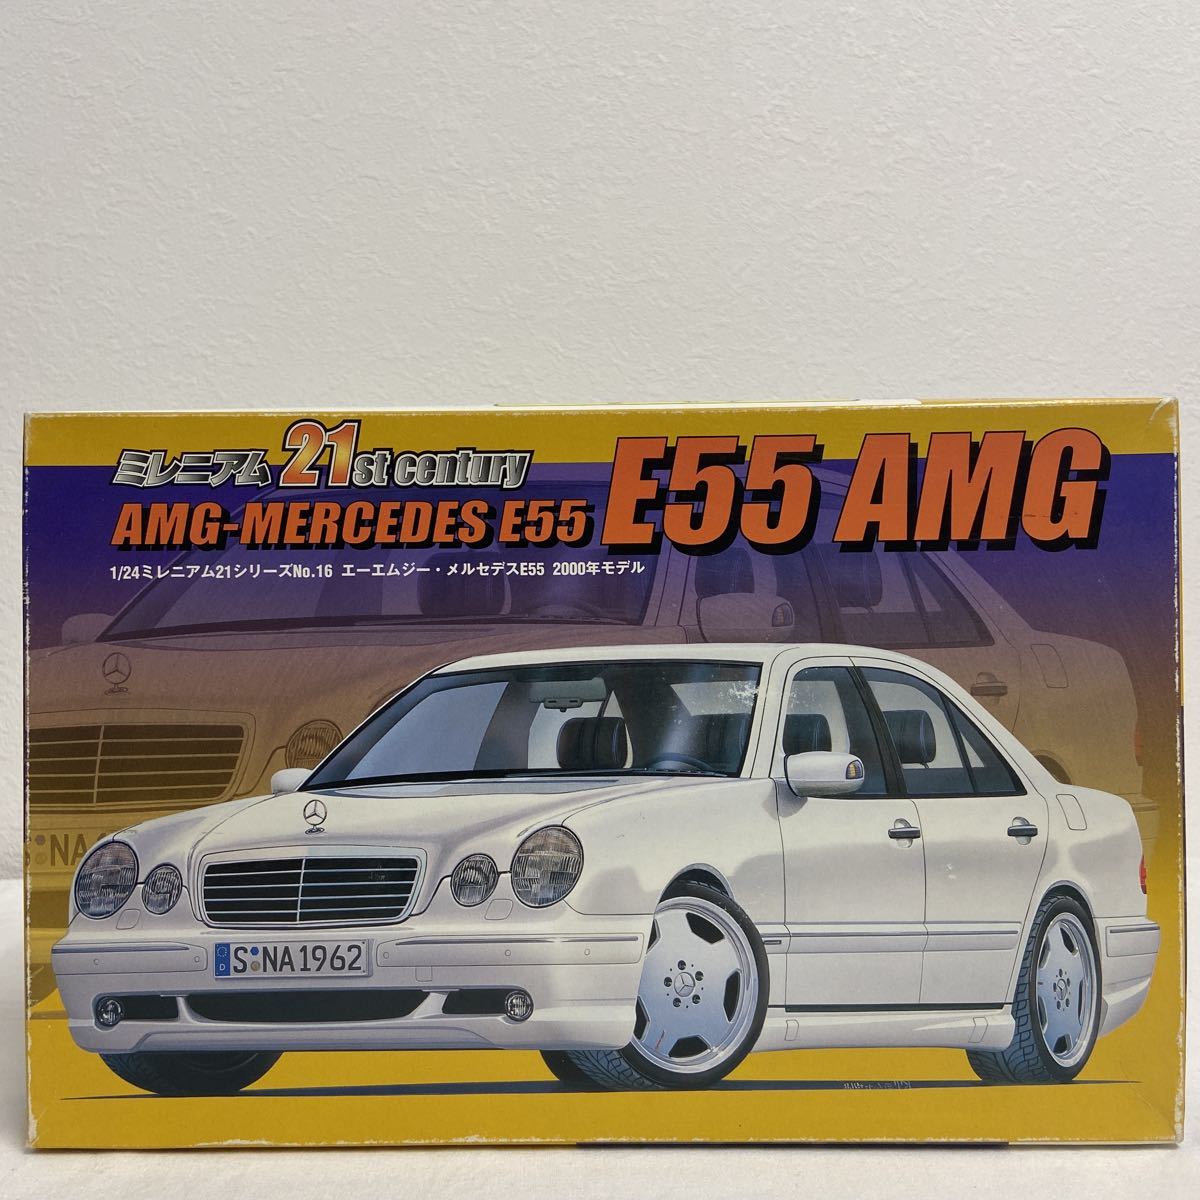 ミレニアム 21st century
AMG-MERCEDES E55 E55 AMG
1/24ミレニアム21シリーズNo.16 エーエムジー・メルセデスE55 2000年モデル
D S NA1962